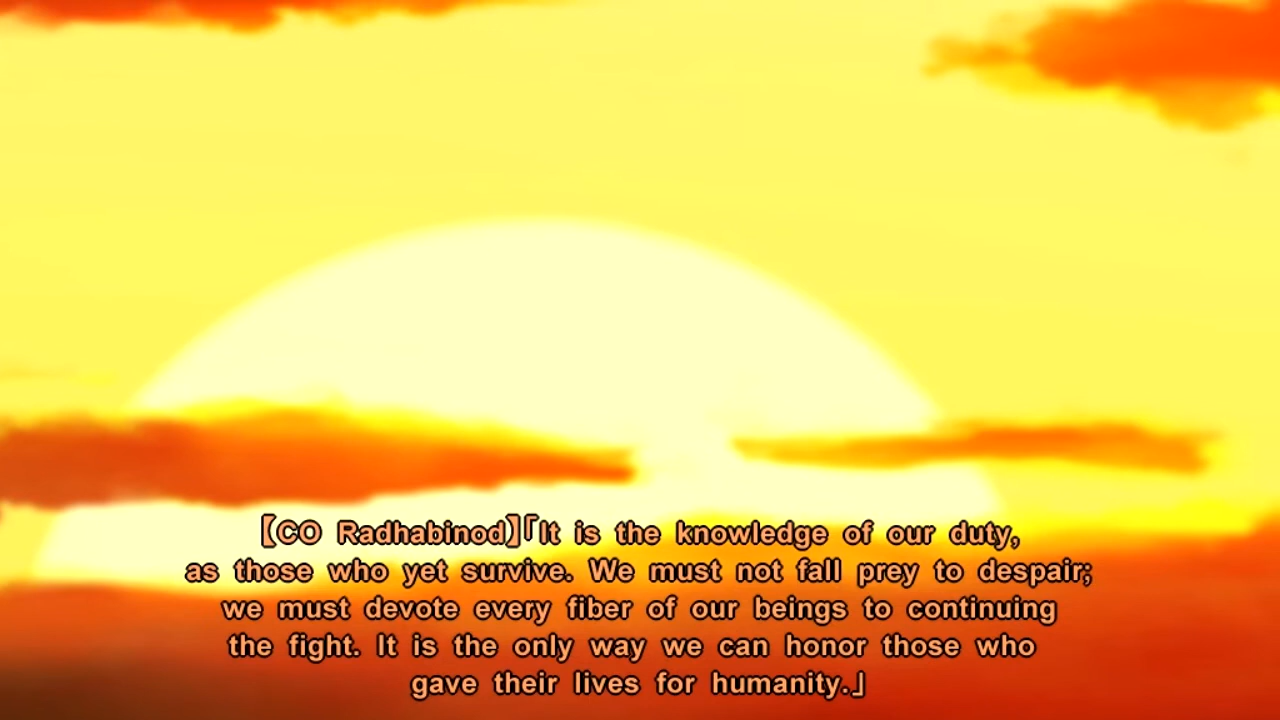 【CO Radhabinod】「It is the knowledge of our duty,
as those who yet survive. We must not fall prey to despair;
we must devote every fiber of our beings to continuing
the fight. It is the only way we can honor those who
gave their lives for humanity.」